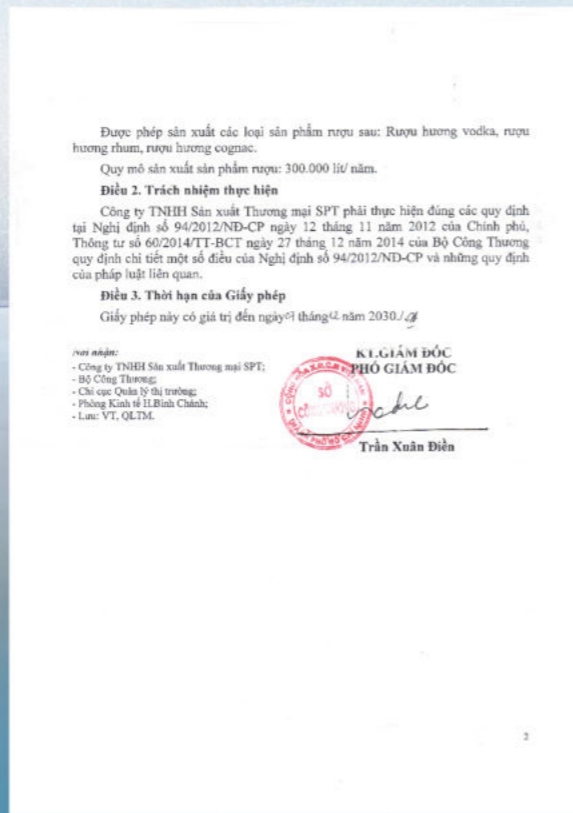 Được phép sản xuất các loại sản phẩm rượu sau: Rượu hương vodka, rượu
hương rhum, rượu hương cognac.
Quy mô sản xuất sản phẩm rượu: 300.000 lít/ năm.
Điều 2. Trách nhiệm thực hiện
Công ty TNHH Sản xuất Thương mại SPT phải thực hiện đúng các quy định
tại Nghị định số 94/2012/NĐ-CP ngày 12 tháng 11 năm 2012 của Chính phủ,
Thông tư số 60/2014/TT-BCT ngày 27 tháng 12 năm 2014 của Bộ Công Thương
quy định chi tiết một số điều của Nghị định số 94/2012/NĐ-CP và những quy định
của pháp luật liên quan.
Điều 3. Thời hạn của Giấy phép
Giấy phép này có giá trị đến ngày tháng 12 năm 2030./.
Nơi nhận:
- Công ty TNHH Sản xuất Thương mại SPT;
- Bộ Công Thương;
- Chi cục Quản lý thị trường;
- Phòng Kinh tế H.Bình Chánh;
- Lưu: VT, QLTM.
KT.GIÁM ĐỐC
PHÓ GIÁM ĐỐC
SỞ
Trần Xuân Điền
2